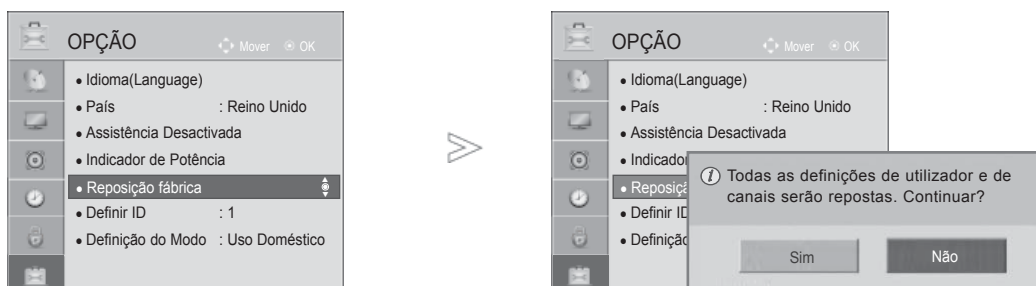 OPÇÃO Mover OK
• Idioma(Language)
• País : Reino Unido
• Assistência Desactivada
• Indicador de Potência
• Reposição fábrica
• Definir ID : 1
• Definição do Modo : Uso Doméstico
OPÇÃO Mover OK
• Idioma(Language)
• País : Reino Unido
• Assistência Desactivada
• Indicador
• Reposiçã
• Definir ID
• Definição
Todas as definições de utilizador e de
canais serão repostas. Continuar?
Sim Não